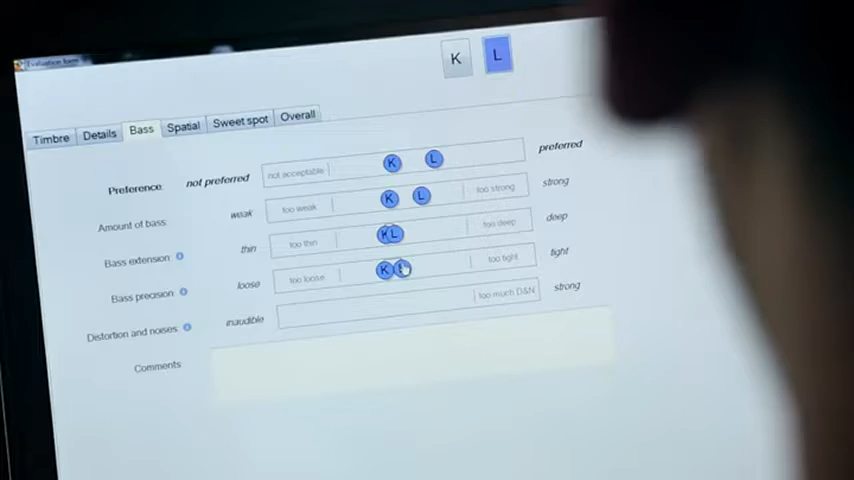 Evaluation form
K L
Timbre Details Bass Spatial Sweet spot Overall
Preference: not preferred not acceptable K L preferred
Amount of bass: weak too weak K L too strong strong
Bass extension thin too thin K L too deep deep
Bass precision loose too loose K L too tight tight
Distortion and noises inaudible too much D&N strong
Comments